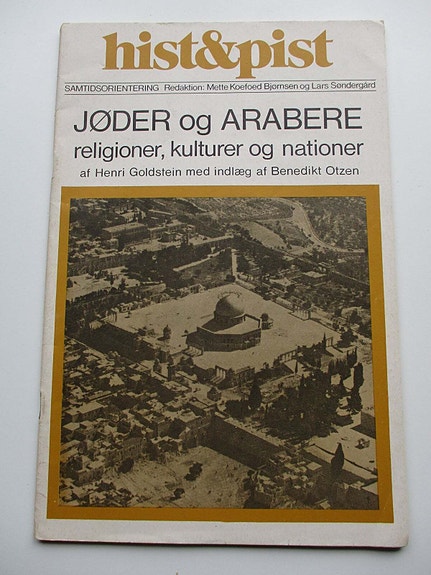 hist&pist
SAMTIDSORIENTERING Redaktion: Mette Koefoed Bjørnsen og Lars Søndergård
JØDER og ARABERE
religioner, kulturer og nationer
af Henri Goldstein med indlæg af Benedikt Otzen